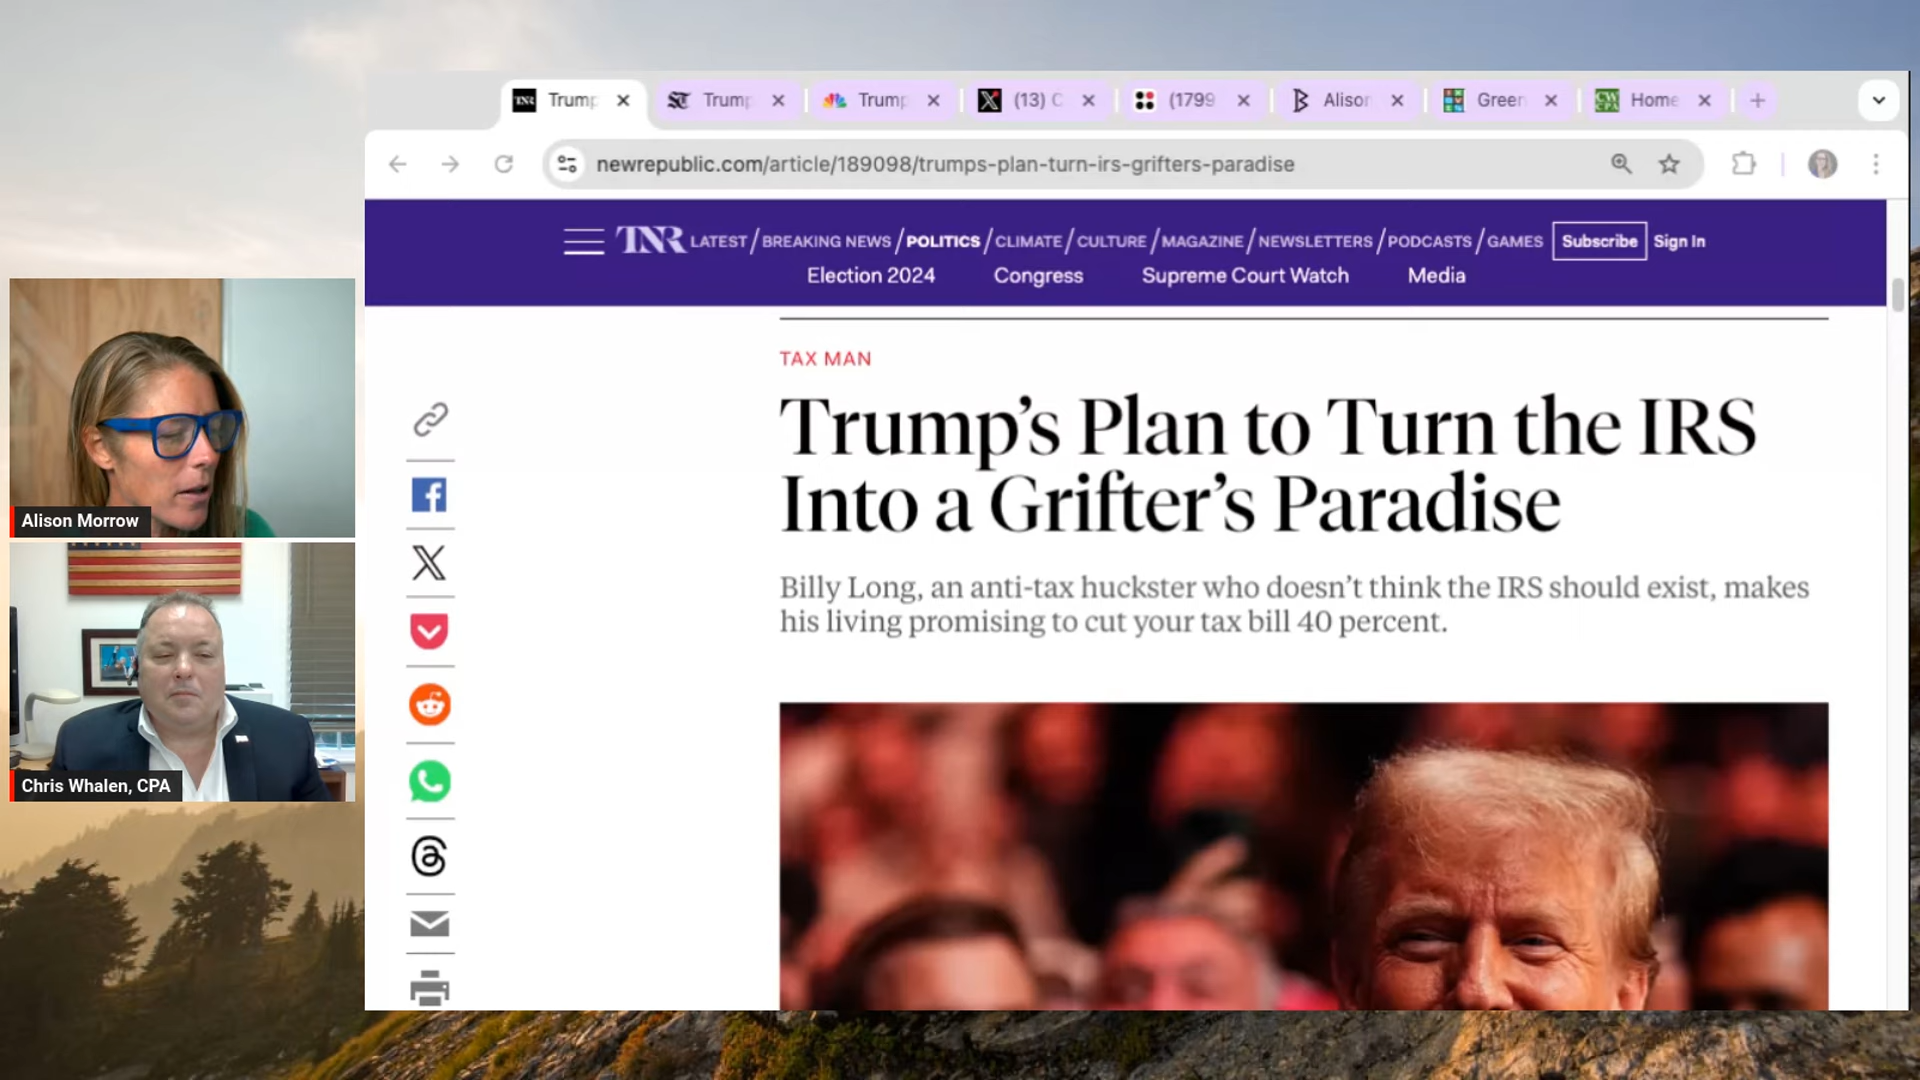 Trump
Trump
Trump
(13) C
(1799
Alison
Green
Home
newrepublic.com/article/189098/trumps-plan-turn-irs-grifters-paradise
TNR LATEST / BREAKING NEWS / POLITICS / CLIMATE / CULTURE / MAGAZINE / NEWSLETTERS / PODCASTS / GAMES Subscribe Sign In
Election 2024 Congress Supreme Court Watch Media
TAX MAN
Trump’s Plan to Turn the IRS
Into a Grifter’s Paradise
Billy Long, an anti-tax huckster who doesn’t think the IRS should exist, makes
his living promising to cut your tax bill 40 percent.
Alison Morrow
Chris Whalen, CPA